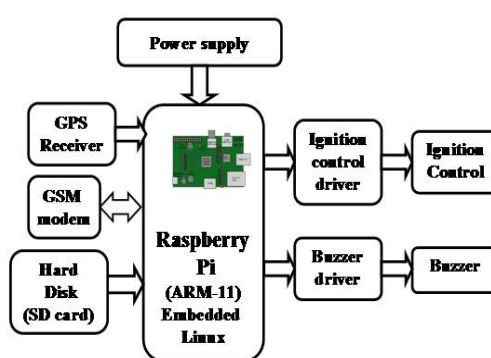 Power supply
GPS
Receiver
GSM
modem
Hard
Disk
(SD card)
Raspberry
Pi
(ARM-11)
Embedded
Linux
Ignition
control
driver
Ignition
Control
Buzzer
driver
Buzzer